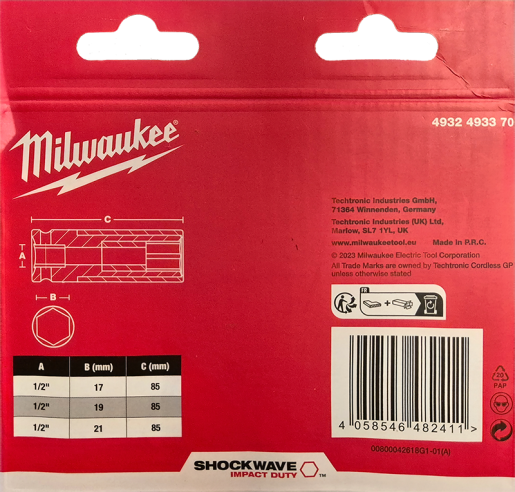 Milwaukee®
4932 4933 70
C
A
B
A B (mm) C (mm)
1/2" 17 85
1/2" 19 85
1/2" 21 85
Techtronic Industries GmbH,
71364 Winnenden, Germany
Techtronic Industries (UK) Ltd,
Marlow, SL7 1YL, UK
www.milwaukeetool.eu Made in P.R.C.
© 2023 Milwaukee Electric Tool Corporation
All Trade Marks are owned by Techtronic Cordless GP
unless otherwise stated
FR
+
4 058546 482411 >
00600042618G1-01(A)
20
PAP
SHOCKWAVE
IMPACT DUTY ™